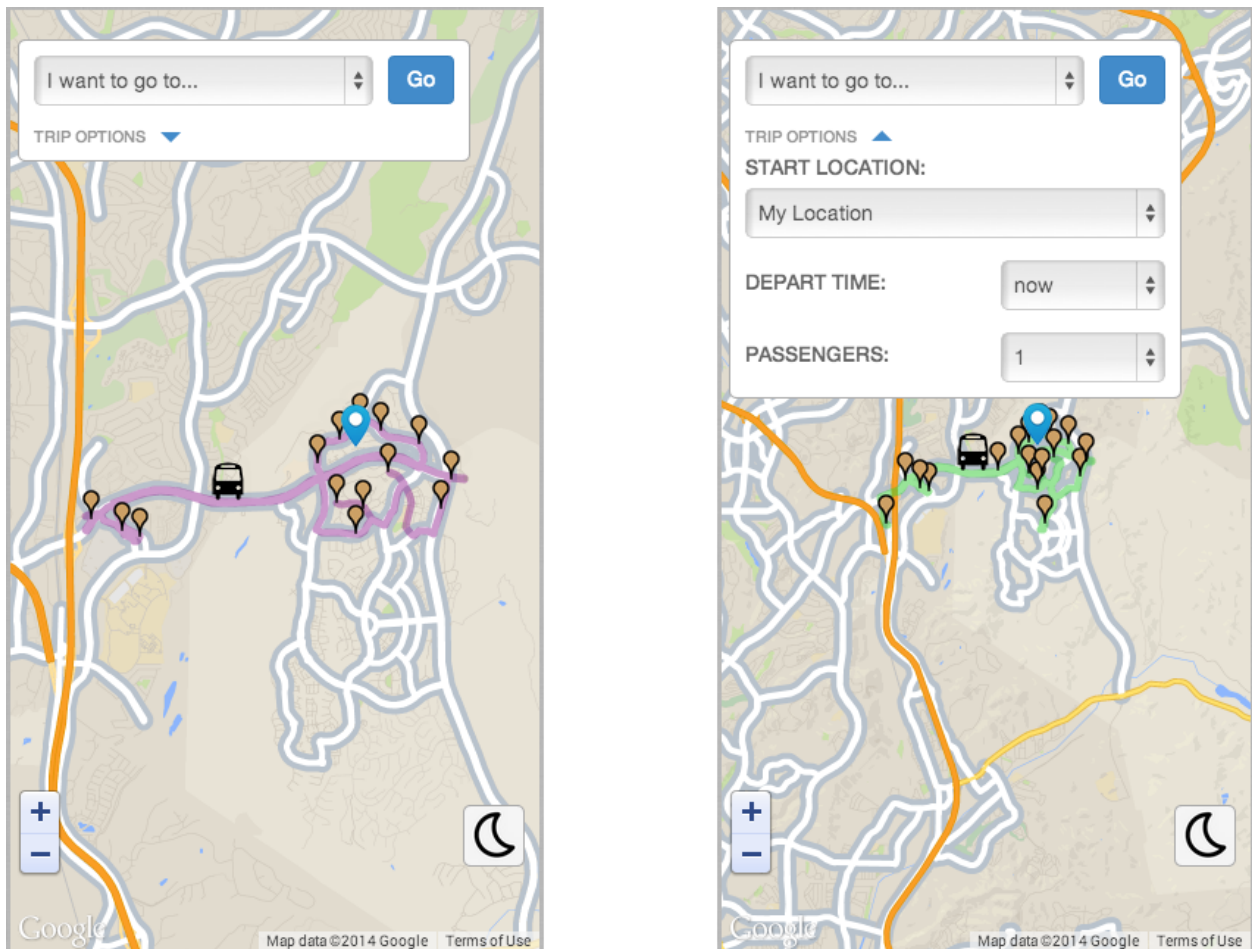 I want to go to...
Go
TRIP OPTIONS
+
−
Google
Map data ©2014 Google
Terms of Use
I want to go to...
Go
TRIP OPTIONS
START LOCATION:
My Location
DEPART TIME:
now
PASSENGERS:
1
+
−
Google
Map data ©2014 Google
Terms of Use